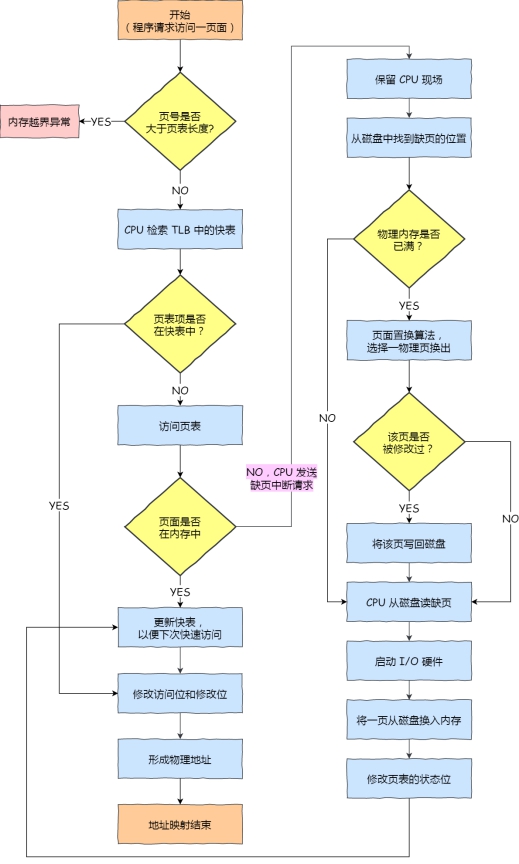 开始
（程序请求访问一页面）
页号是否
大于页表长度?
YES
内存越界异常
NO
CPU 检索 TLB 中的快表
页表项是否
在快表中？
YES
NO
访问页表
页面是否
在内存中
NO，CPU 发送
缺页中断请求
YES
更新快表，
以便下次快速访问
修改访问位和修改位
形成物理地址
地址映射结束
保留 CPU 现场
从磁盘中找到缺页的位置
物理内存是否
已满？
NO
YES
页面置换算法，
选择一物理页换出
该页是否
被修改过？
YES
NO
将该页写回磁盘
CPU 从磁盘读缺页
启动 I/O 硬件
将一页从磁盘换入内存
修改页表的状态位